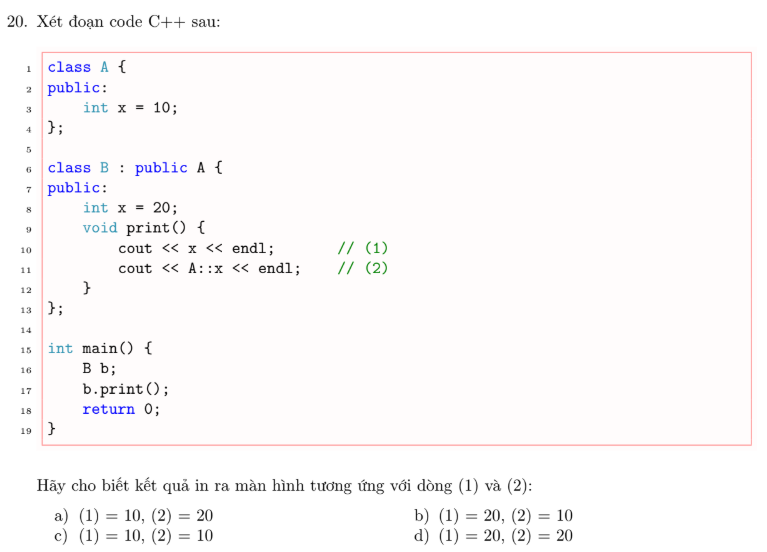 20. Xét đoạn code C++ sau:
1 class A {
2 public:
3     int x = 10;
4 };
5
6 class B : public A {
7 public:
8     int x = 20;
9     void print() {
10         cout << x << endl;       // (1)
11         cout << A::x << endl;    // (2)
12     }
13 };
14
15 int main() {
16     B b;
17     b.print();
18     return 0;
19 }
Hãy cho biết kết quả in ra màn hình tương ứng với dòng (1) và (2):
a) (1) = 10, (2) = 20
b) (1) = 20, (2) = 10
c) (1) = 10, (2) = 10
d) (1) = 20, (2) = 20